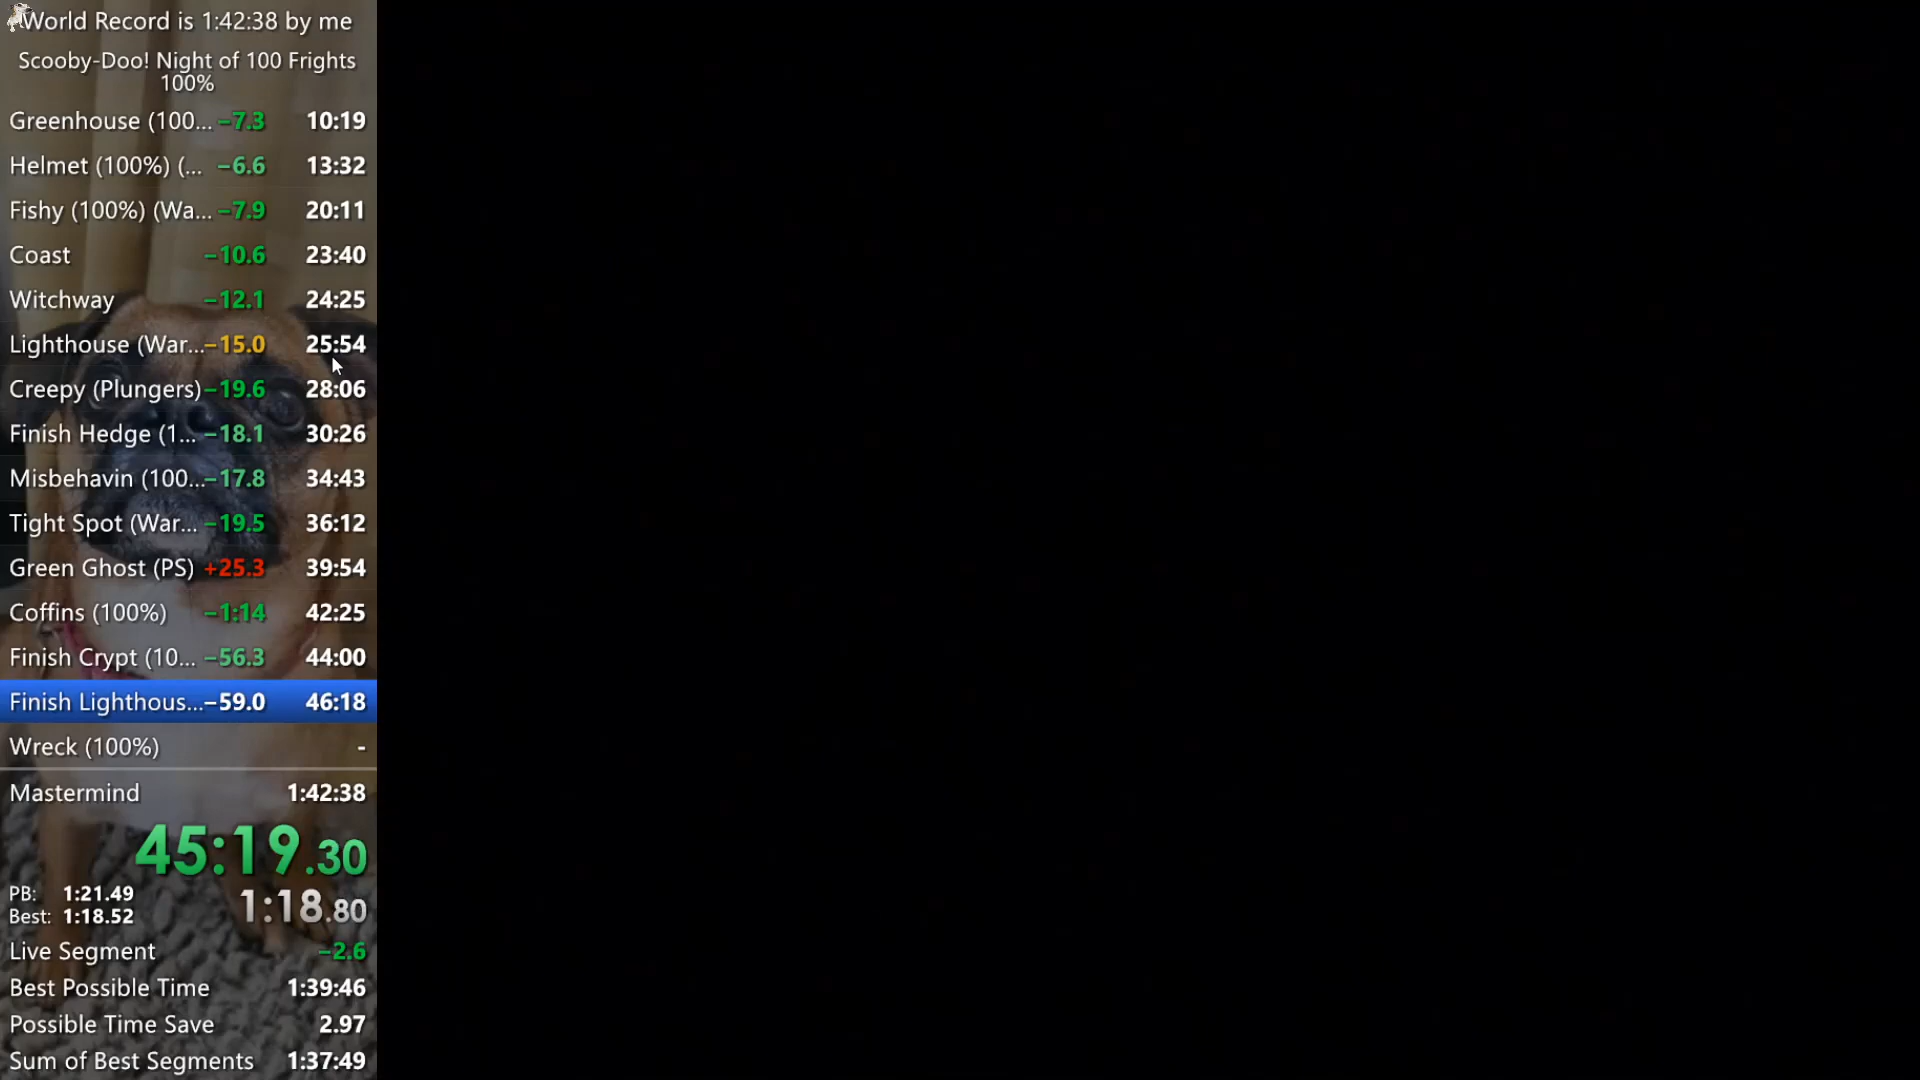 World Record is 1:42:38 by me
Scooby-Doo! Night of 100 Frights
100%
Greenhouse (100... −7.3 10:19
Helmet (100%) (... −6.6 13:32
Fishy (100%) (Wa... −7.9 20:11
Coast −10.6 23:40
Witchway −12.1 24:25
Lighthouse (War... −15.0 25:54
Creepy (Plungers) −19.6 28:06
Finish Hedge (1... −18.1 30:26
Misbehavin (100... −17.8 34:43
Tight Spot (War... −19.5 36:12
Green Ghost (PS) +25.3 39:54
Coffins (100%) −1:14 42:25
Finish Crypt (10... −56.3 44:00
Finish Lighthous... −59.0 46:18
Wreck (100%) -
Mastermind 1:42:38
45:19.30
PB: 1:21.49
Best: 1:18.52
1:18.80
Live Segment −2.6
Best Possible Time 1:39:46
Possible Time Save 2.97
Sum of Best Segments 1:37:49